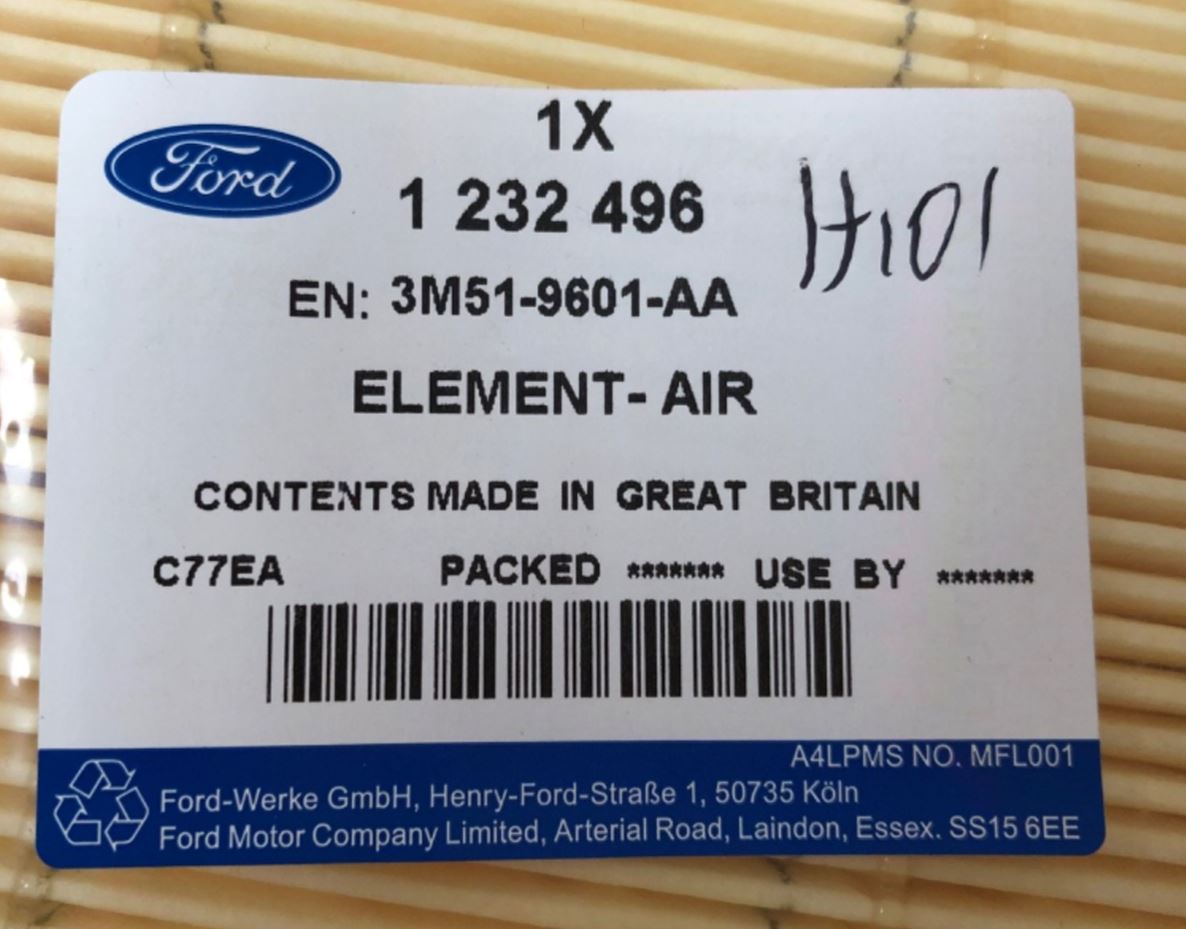 1X
Ford
1 232 496
H101
EN: 3M51-9601-AA
ELEMENT- AIR
CONTENTS MADE IN GREAT BRITAIN
C77EA PACKED ******* USE BY *******
A4LPMS NO. MFL001
Ford-Werke GmbH, Henry-Ford-Straße 1, 50735 Köln
Ford Motor Company Limited, Arterial Road, Laindon, Essex. SS15 6EE